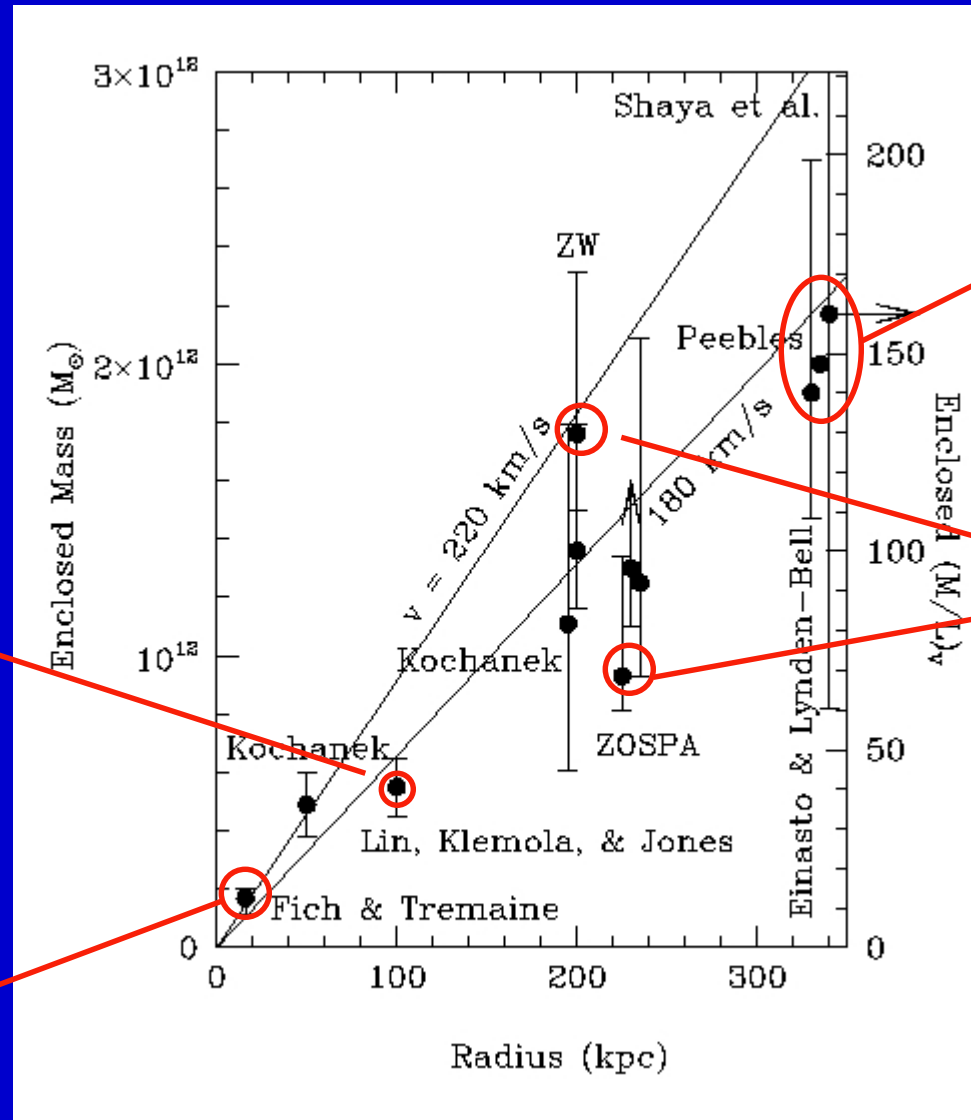 3×10¹²
Shaya et al.
200
ZW
Peebles
2×10¹²
150
Enclosed Mass (M☉)
v = 220 km/s
180 km/s
Enclosed (M/L)v
100
10¹²
Kochanek
Einasto & Lynden-Bell
Kochanek
ZOSPA
50
Lin, Klemola, & Jones
Fich & Tremaine
0
0
0
100
200
300
Radius (kpc)